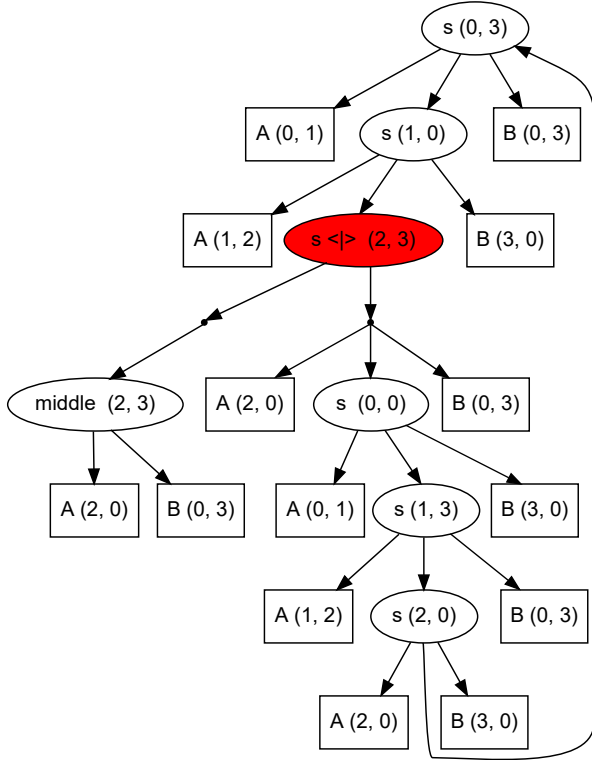 s (0, 3)
A (0, 1)
s (1, 0)
B (0, 3)
A (1, 2)
s <|> (2, 3)
B (3, 0)
middle (2, 3)
A (2, 0)
s (0, 0)
B (0, 3)
A (2, 0)
B (0, 3)
A (0, 1)
s (1, 3)
B (3, 0)
A (1, 2)
s (2, 0)
B (0, 3)
A (2, 0)
B (3, 0)